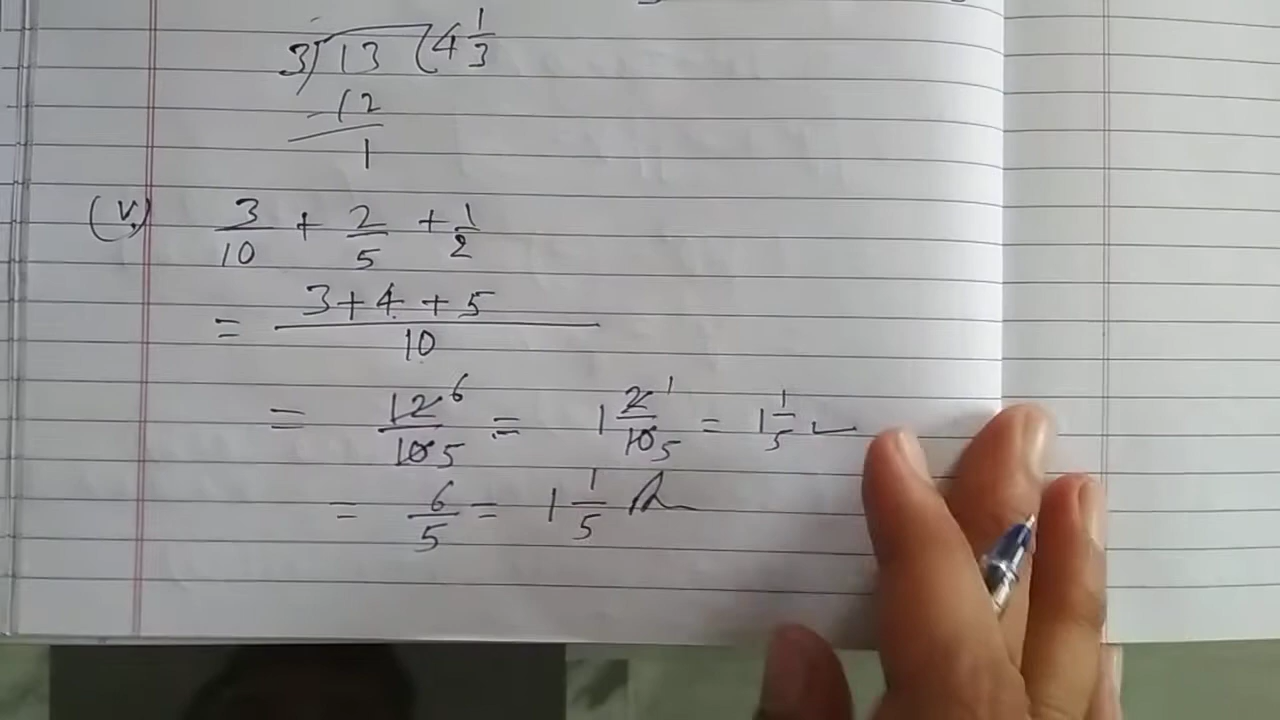 3) 13 ( 4 1/3
-12
1
(v.) 3/10 + 2/5 + 1/2
= 3+4+5/10
= 12/10 6/5 = 1 2/10 1/5 = 1 1/5
= 6/5 = 1 1/5